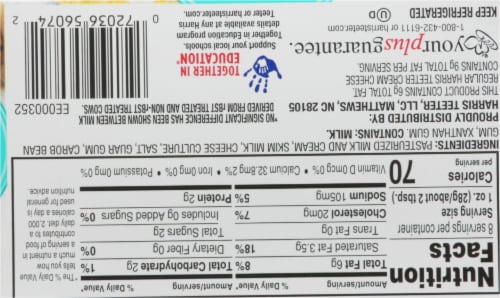 Nutrition
Facts
8 servings per container
Serving size
1 oz. (28g/about 2 tbsp.)
Calories
per serving
70
Amount/serving % Daily Value*
Total Fat 6g 8%
Saturated Fat 3.5g 18%
Trans Fat 0g
Cholesterol 20mg 7%
Sodium 105mg 5%
Amount/serving % Daily Value*
Total Carbohydrate 2g 1%
Dietary Fiber 0g 0%
Total Sugars 2g
Includes 0g Added Sugars 0%
Protein 2g
Vitamin D 0mcg 0% • Calcium 32.8mg 2% • Iron 0mg 0% • Potassium 0mg 0%
*The % Daily Value
tells you how
much a nutrient in
a serving of food
contributes to a
daily diet. 2,000
calories a day is
used for general
nutrition advice.
INGREDIENTS: PASTEURIZED MILK AND CREAM, SKIM MILK, CHEESE CULTURE, SALT, GUAR GUM, CAROB BEAN
GUM, XANTHAN GUM. CONTAINS: MILK.
PROUDLY DISTRIBUTED BY:
HARRIS TEETER, LLC, MATTHEWS, NC 28105
THIS PRODUCT CONTAINS 6g TOTAL FAT,
REGULAR HARRIS TEETER CREAM CHEESE
CONTAINS 9g TOTAL FAT PER SERVING.
*NO SIGNIFICANT DIFFERENCE HAS BEEN SHOWN BETWEEN MILK
DERIVED FROM rBST TREATED AND NON-rBST TREATED COWS.
EE000352
your plus guarantee.
1-800-432-6111 harristeeter.com
U D
KEEP REFRIGERATED
TOGETHER IN
EDUCATION
Support your local schools.
Together in education program
details available at any Harris
Teeter or harristeeter.com
0 72036 56074 2